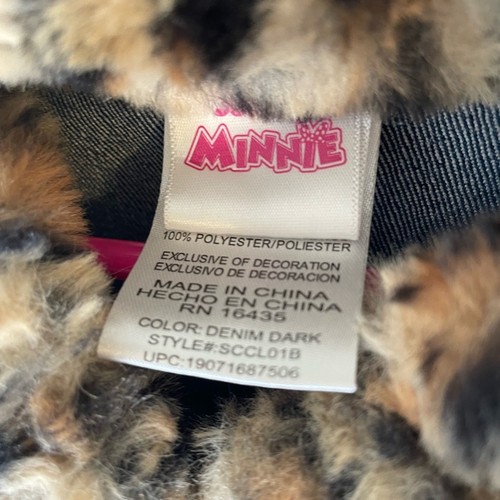 MINNIE
100% POLYESTER/POLIESTER
EXCLUSIVE OF DECORATION
EXCLUSIVO DE DECORACION
MADE IN CHINA
HECHO EN CHINA
RN 16435
COLOR: DENIM DARK
STYLE#:SCCL01B
UPC:19071687506